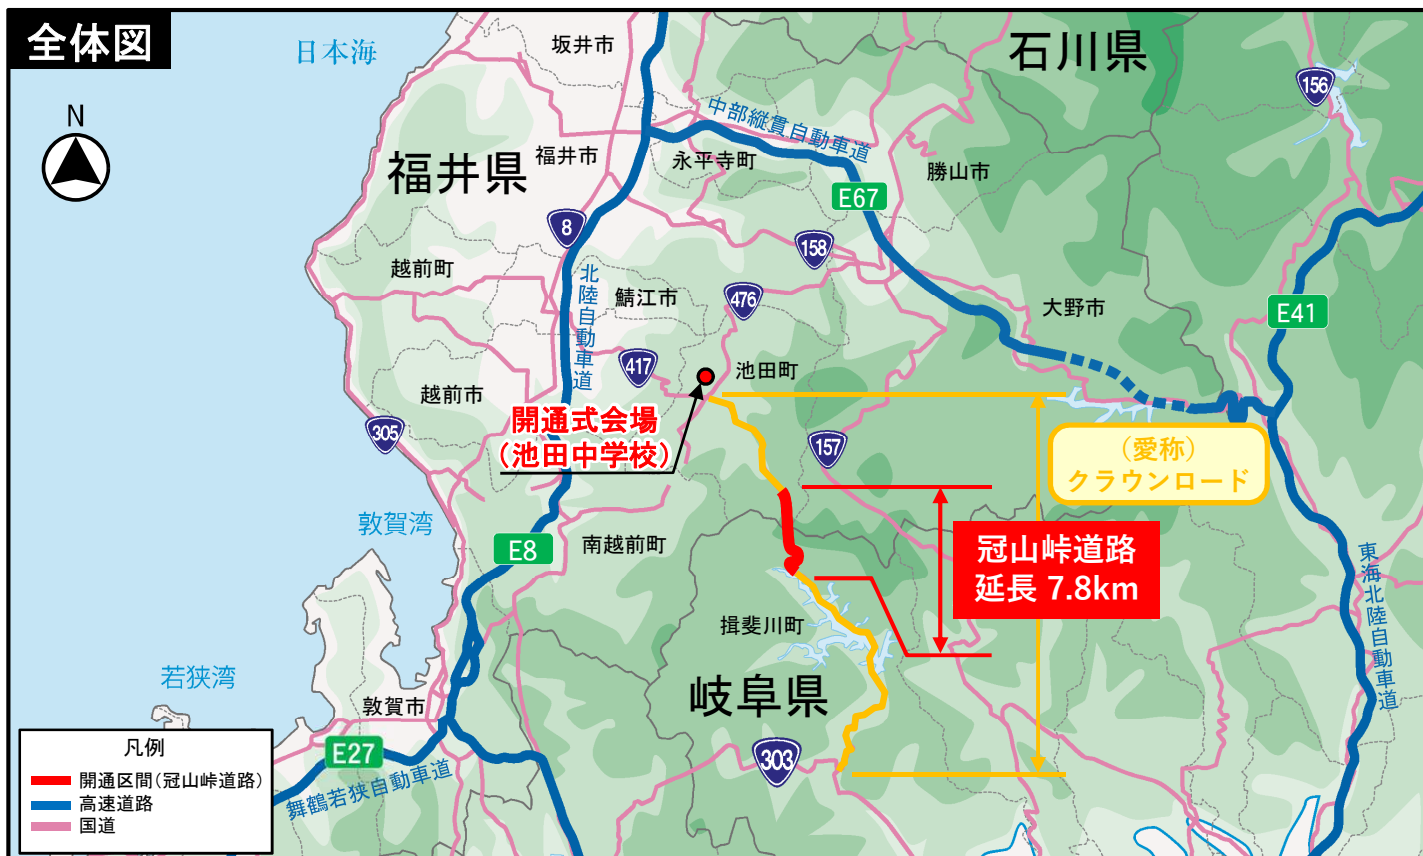 全体図
日本海
坂井市
石川県
156
N
中部縦貫自動車道
福井県
福井市
永平寺町
勝山市
E67
8
158
越前町
北陸自動車道
鯖江市
476
大野市
E41
417
池田町
越前市
開通式会場
（池田中学校）
305
157
（愛称）
クラウンロード
敦賀湾
E8
南越前町
冠山峠道路
延長 7.8km
東海北陸自動車道
揖斐川町
若狭湾
敦賀市
岐阜県
E27
303
舞鶴若狭自動車道
凡例
開通区間（冠山峠道路）
高速道路
国道